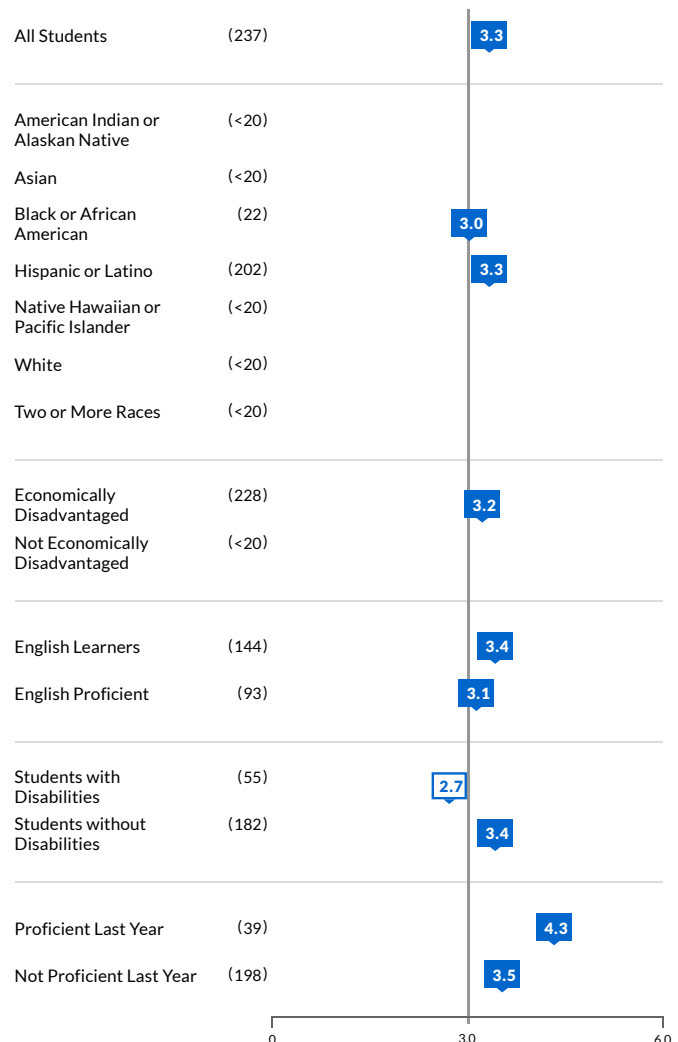 All Students (237) 3.3
American Indian or
Alaskan Native (<20)
Asian (<20)
Black or African
American (22) 3.0
Hispanic or Latino (202) 3.3
Native Hawaiian or
Pacific Islander (<20)
White (<20)
Two or More Races (<20)
Economically
Disadvantaged (228) 3.2
Not Economically
Disadvantaged (<20)
English Learners (144) 3.4
English Proficient (93) 3.1
Students with
Disabilities (55) 2.7
Students without
Disabilities (182) 3.4
Proficient Last Year (39) 4.3
Not Proficient Last Year (198) 3.5
0 3.0 6.0